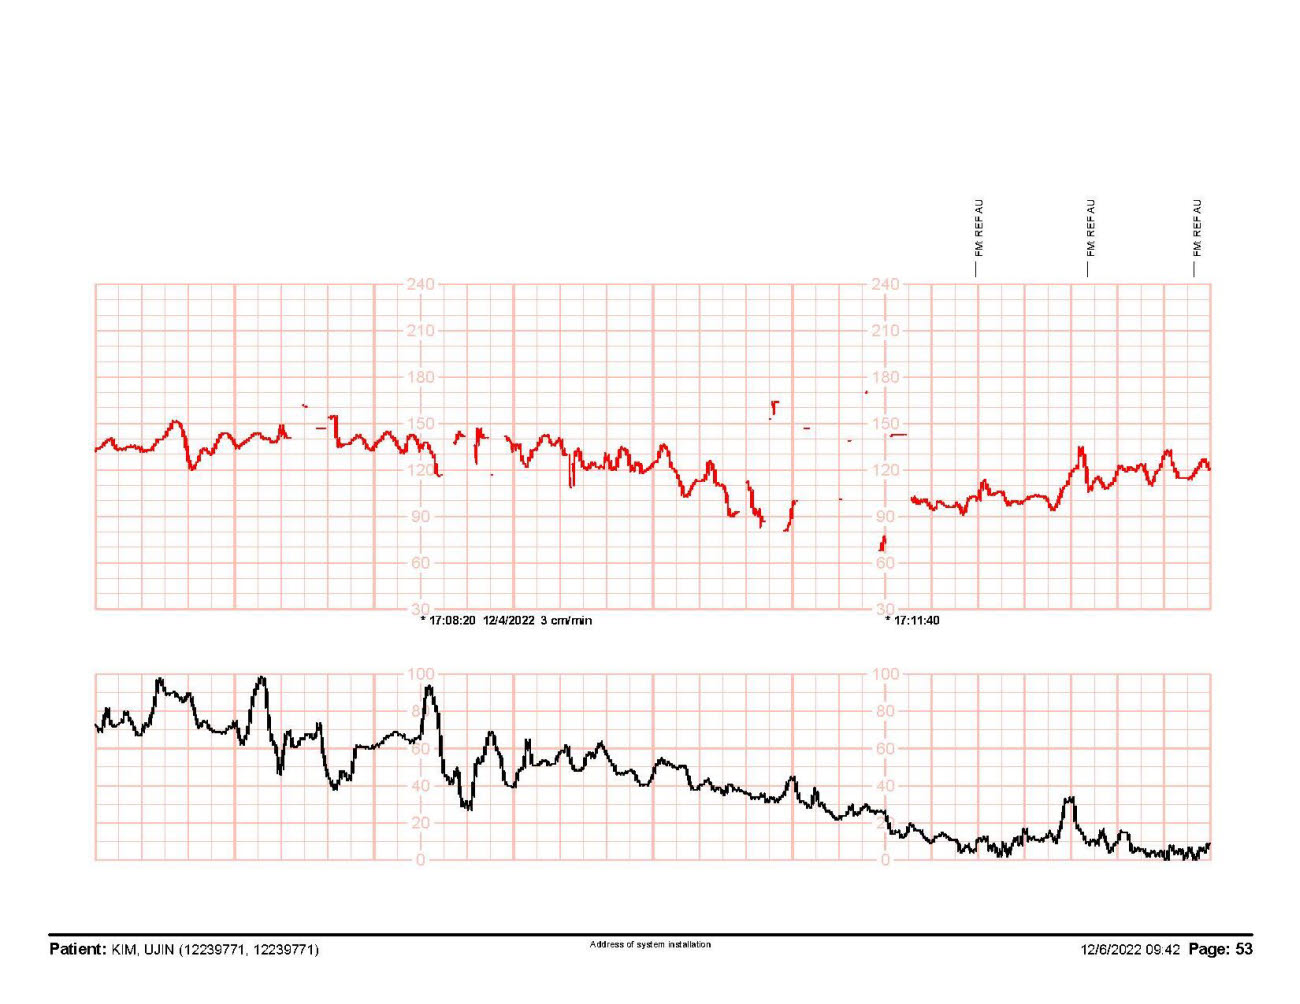 FM: REF AU
FM: REF AU
FM: REF AU
240 240
210 210
180 180
150 150
120 120
90 90
60 60
30 30
* 17:08:20 12/4/2022 3 cm/min * 17:11:40
100 100
80 80
60 60
40 40
20 20
0 0
Patient: KIM, UJIN (12239771, 12239771) Address of system installation 12/6/2022 09:42 Page: 53